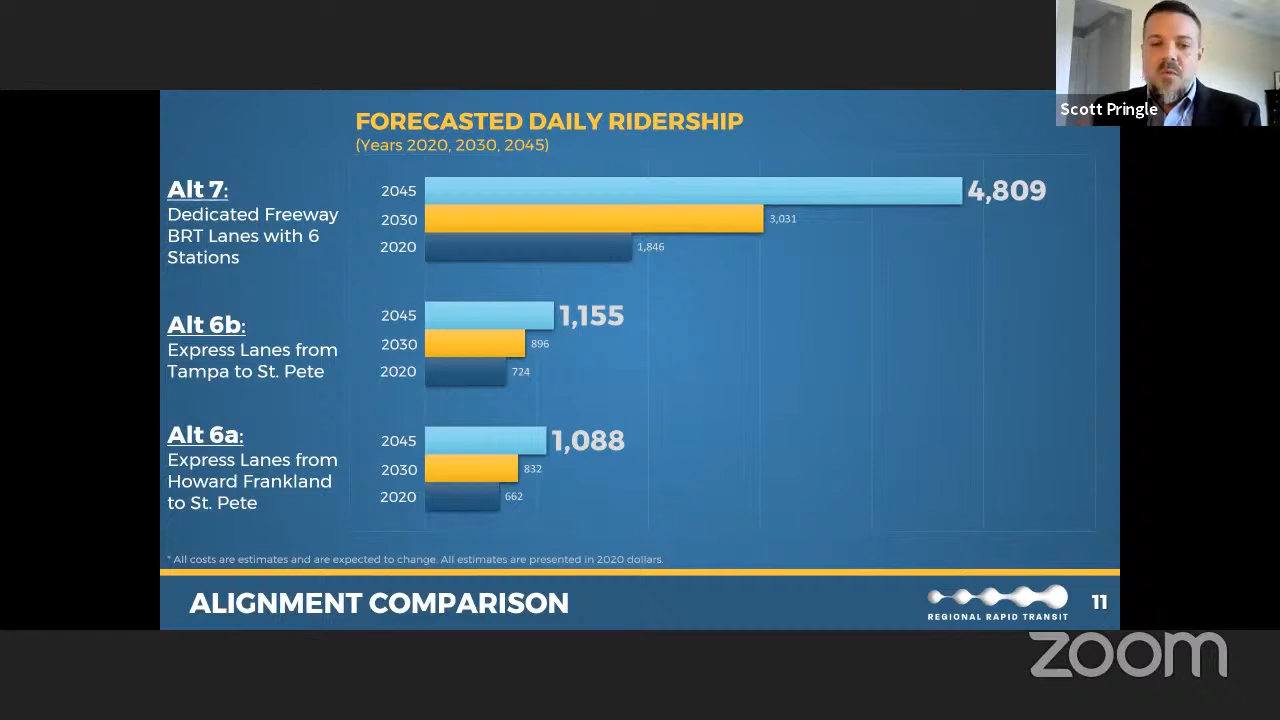 Scott Pringle
FORECASTED DAILY RIDERSHIP
(Years 2020, 2030, 2045)
Alt 7:
Dedicated Freeway
BRT Lanes with 6
Stations
2045
4,809
2030
3,031
2020
1,846
Alt 6b:
Express Lanes from
Tampa to St. Pete
2045
1,155
2030
896
2020
724
Alt 6a:
Express Lanes from
Howard Frankland
to St. Pete
2045
1,088
2030
832
2020
662
* All costs are estimates and are expected to change. All estimates are presented in 2020 dollars.
ALIGNMENT COMPARISON
REGIONAL RAPID TRANSIT
11
zoom